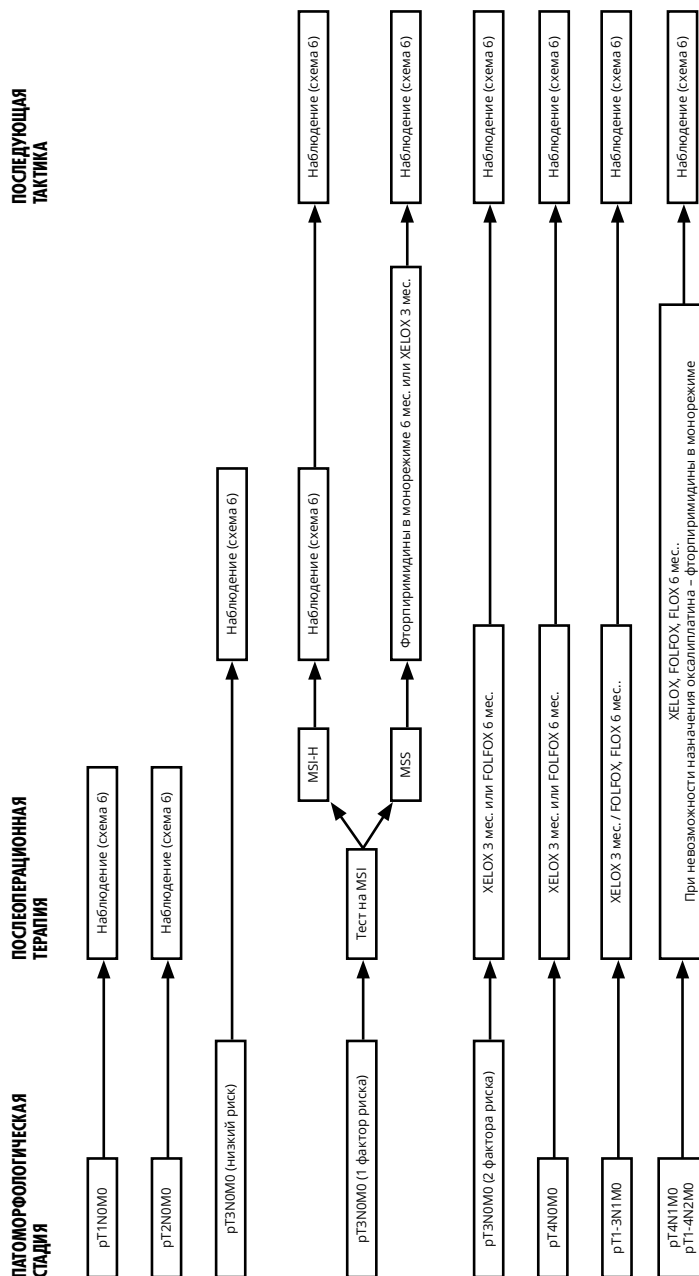 ПАТОМОРФОЛОГИЧЕСКАЯ
СТАДИЯ
ПОСЛЕОПЕРАЦИОННАЯ
ТЕРАПИЯ
ПОСЛЕДУЮЩАЯ
ТАКТИКА
pT1N0M0
Наблюдение (схема 6)
pT2N0M0
Наблюдение (схема 6)
pT3N0M0 (низкий риск)
Наблюдение (схема 6)
pT3N0M0 (1 фактор риска)
Тест на MSI
MSI-H
Наблюдение (схема 6)
Наблюдение (схема 6)
MSS
Фторпиримидины в монорежиме 6 мес. или XELOX 3 мес.
Наблюдение (схема 6)
pT3N0M0 (2 фактора риска)
XELOX 3 мес. или FOLFOX 6 мес.
Наблюдение (схема 6)
pT4N0M0
XELOX 3 мес. или FOLFOX 6 мес.
Наблюдение (схема 6)
pT1-3N1M0
XELOX 3 мес. / FOLFOX, FLOX 6 мес..
Наблюдение (схема 6)
pT4N1M0
pT1-4N2M0
XELOX, FOLFOX, FLOX 6 мес..
При невозможности назначения оксалиплатина – фторпиримидины в монорежиме
Наблюдение (схема 6)